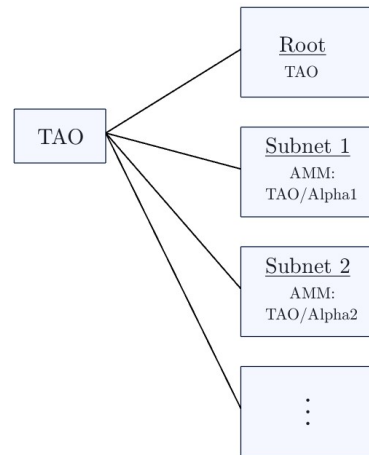 TAO
Root
TAO
Subnet 1
AMM:
TAO/Alpha1
Subnet 2
AMM:
TAO/Alpha2
⋮